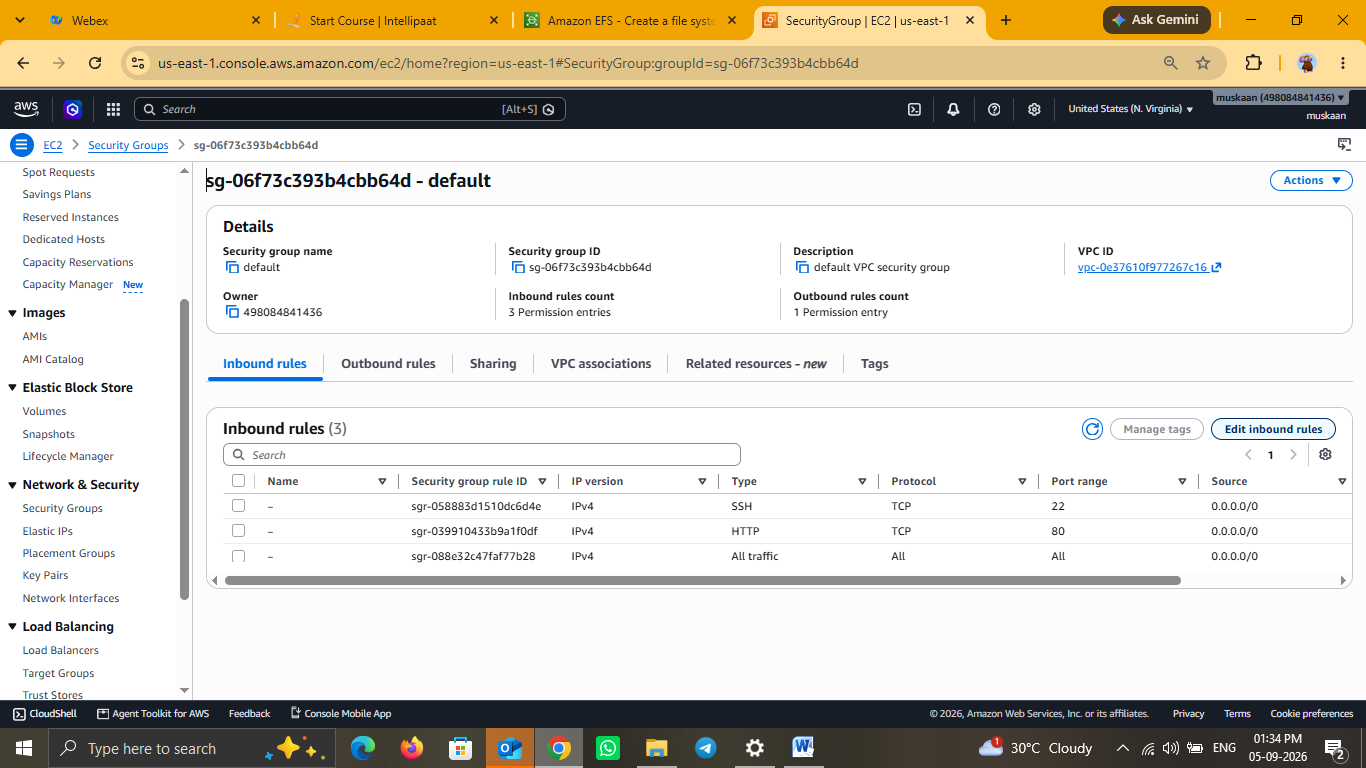 Webex
Start Course | Intellipaat
Amazon EFS - Create a file syste
SecurityGroup | EC2 | us-east-1
Ask Gemini
us-east-1.console.aws.amazon.com/ec2/home?region=us-east-1#SecurityGroup:groupId=sg-06f73c393b4cbb64d
aws
Search [Alt+S]
United States (N. Virginia)
muskaan (498084841436)
muskaan
EC2 > Security Groups > sg-06f73c393b4cbb64d
Spot Requests
Savings Plans
Reserved Instances
Dedicated Hosts
Capacity Reservations
Capacity Manager New
Images
AMIs
AMI Catalog
Elastic Block Store
Volumes
Snapshots
Lifecycle Manager
Network & Security
Security Groups
Elastic IPs
Placement Groups
Key Pairs
Network Interfaces
Load Balancing
Load Balancers
Target Groups
Trust Stores
sg-06f73c393b4cbb64d - default
Actions
Details
Security group name
default
Security group ID
sg-06f73c393b4cbb64d
Description
default VPC security group
VPC ID
vpc-0e37610f977267c16
Owner
498084841436
Inbound rules count
3 Permission entries
Outbound rules count
1 Permission entry
Inbound rules
Outbound rules
Sharing
VPC associations
Related resources - new
Tags
Inbound rules (3)
Manage tags
Edit inbound rules
Search
1
Name Security group rule ID IP version Type Protocol Port range Source
– sgr-058883d1510dc6d4e IPv4 SSH TCP 22 0.0.0.0/0
– sgr-039910433b9a1f0df IPv4 HTTP TCP 80 0.0.0.0/0
– sgr-088e32c47faf77b28 IPv4 All traffic All All 0.0.0.0/0
CloudShell
Agent Toolkit for AWS
Feedback
Console Mobile App
© 2026, Amazon Web Services, Inc. or its affiliates.
Privacy
Terms
Cookie preferences
Type here to search
1
30°C Cloudy
ENG
01:34 PM
05-09-2026
2